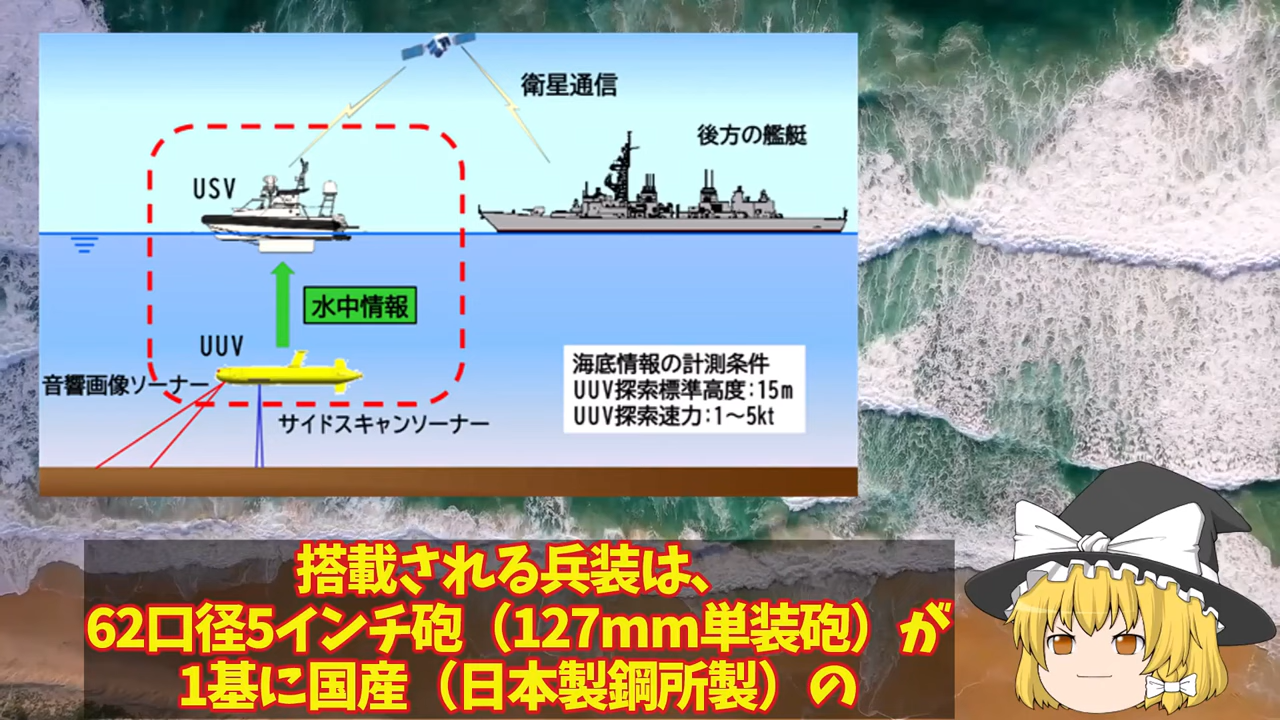 衛星通信
後方の艦艇
USV
水中情報
UUV
音響画像ソーナー
サイドスキャンソーナー
海底情報の計測条件
UUV探索標準高度:15m
UUV探索速力:1～5kt
搭載される兵装は、
62口径5インチ砲（127mm単装砲）が
1基に国産（日本製鋼所製）の